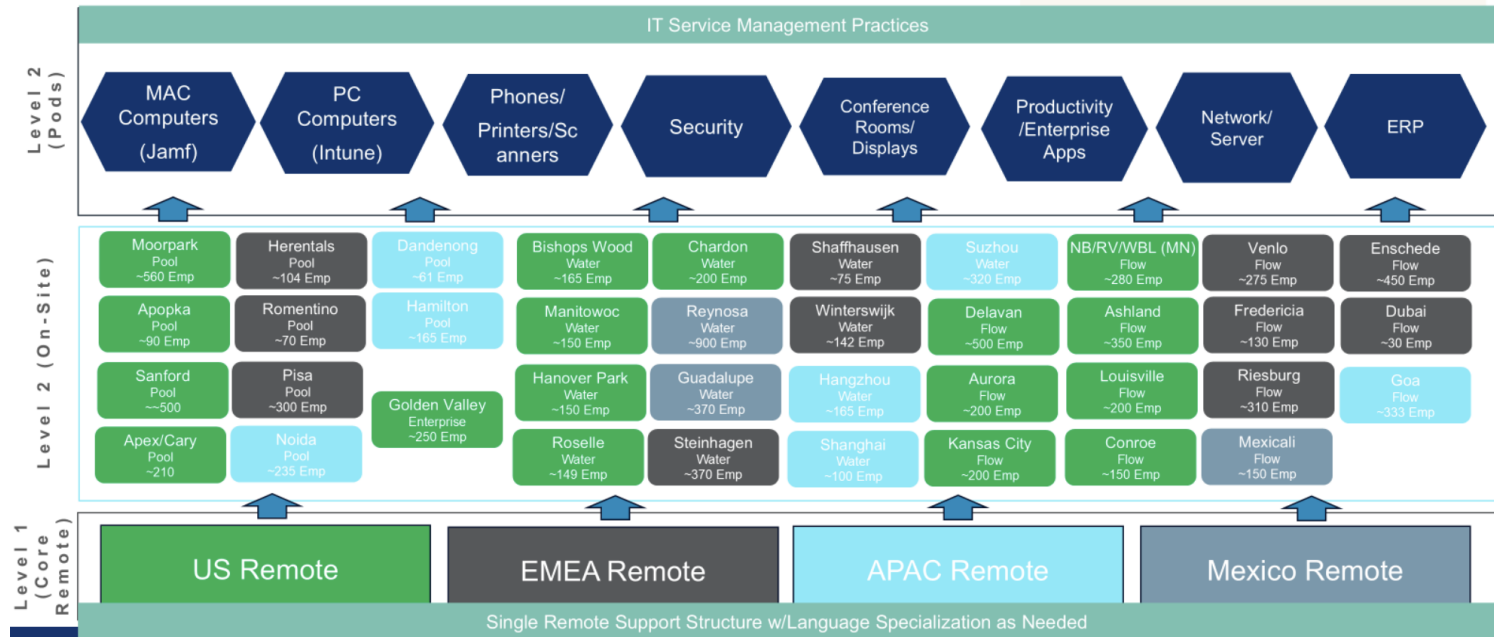 IT Service Management Practices
Level 2
(Pods)
MAC
Computers
(Jamf)
PC
Computers
(Intune)
Phones/
Printers/Sc
anners
Security
Conference
Rooms/
Displays
Productivity
/Enterprise
Apps
Network/
Server
ERP
Level 2 (On-Site)
Moorpark
Pool
~560 Emp
Herentals
Pool
~104 Emp
Dandenong
Pool
~61 Emp
Bishops Wood
Water
~165 Emp
Chardon
Water
~200 Emp
Shaffhausen
Water
~75 Emp
Suzhou
Water
~320 Emp
NB/RV/WBL (MN)
Flow
~280 Emp
Venlo
Flow
~275 Emp
Enschede
Flow
~450 Emp
Apopka
Pool
~90 Emp
Romentino
Pool
~70 Emp
Hamilton
Pool
~165 Emp
Manitowoc
Water
~150 Emp
Reynosa
Water
~900 Emp
Winterswijk
Water
~142 Emp
Delavan
Flow
~500 Emp
Ashland
Flow
~350 Emp
Fredericia
Flow
~130 Emp
Dubai
Flow
~30 Emp
Sanford
Pool
~~500
Pisa
Pool
~300 Emp
Golden Valley
Enterprise
~250 Emp
Hanover Park
Water
~150 Emp
Guadalupe
Water
~370 Emp
Hangzhou
Water
~165 Emp
Aurora
Flow
~200 Emp
Louisville
Flow
~200 Emp
Riesburg
Flow
~310 Emp
Goa
Flow
~333 Emp
Apex/Cary
Pool
~210
Noida
Pool
~235 Emp
Roselle
Water
~149 Emp
Steinhagen
Water
~370 Emp
Shanghai
Water
~100 Emp
Kansas City
Flow
~200 Emp
Conroe
Flow
~150 Emp
Mexicali
Flow
~150 Emp
Level 1
(Core
Remote)
US Remote
EMEA Remote
APAC Remote
Mexico Remote
Single Remote Support Structure w/Language Specialization as Needed